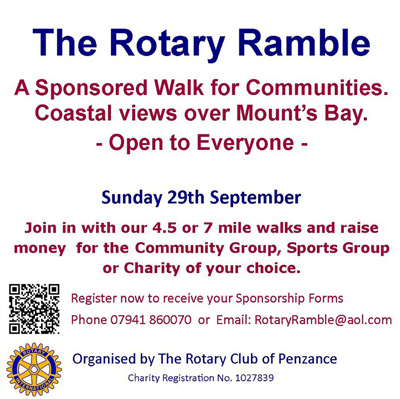 The Rotary Ramble
A Sponsored Walk for Communities.
Coastal views over Mount's Bay.
- Open to Everyone -
Sunday 29th September
Join in with our 4.5 or 7 mile walks and raise
money for the Community Group, Sports Group
or Charity of your choice.
Register now to receive your Sponsorship Forms
Phone 07941 860070 or Email: RotaryRamble@aol.com
ROTARY
INTERNATIONAL
Organised by The Rotary Club of Penzance
Charity Registration No. 1027839